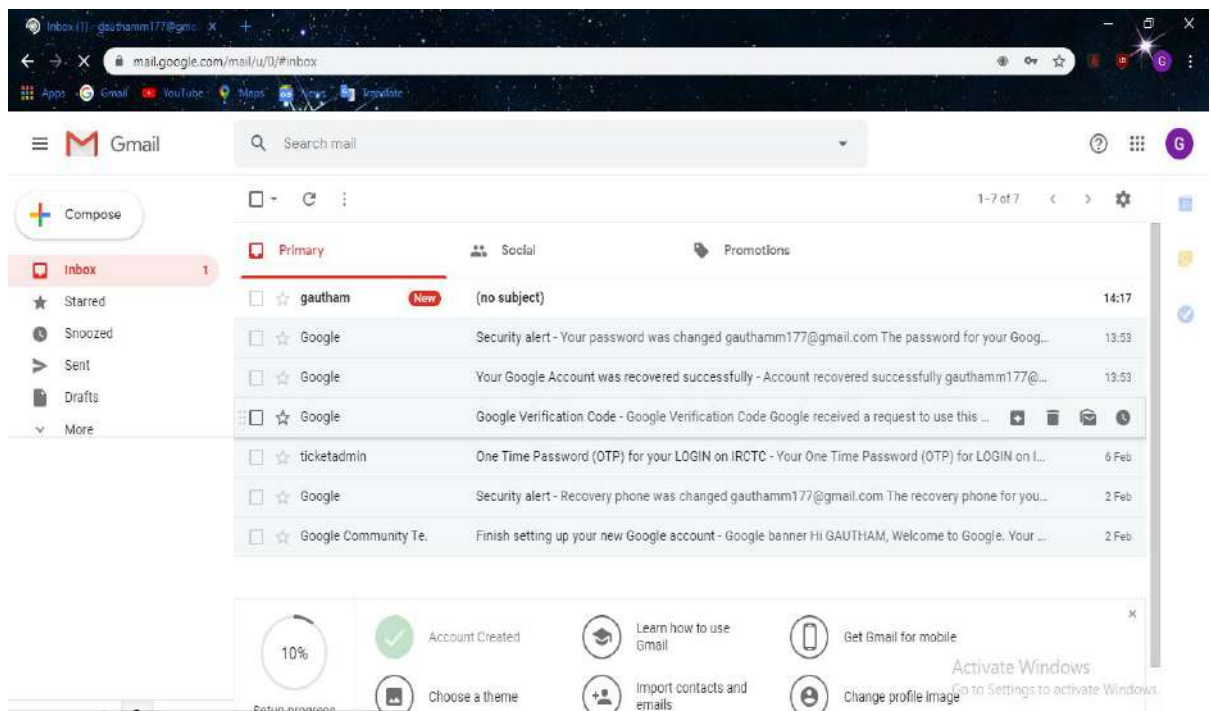 Inbox (1) - gauthamm177@gmai
mail.google.com/mail/u/0/#inbox
Apps Gmail YouTube Maps News Translate
Gmail Search mail G
Compose 1-7 of 7
Primary Social Promotions
Inbox 1
Starred
Snoozed
Sent
Drafts
More
gautham New (no subject) 14:17
Google Security alert - Your password was changed gauthamm177@gmail.com The password for your Goog... 13:53
Google Your Google Account was recovered successfully - Account recovered successfully gauthamm177@... 13:53
Google Google Verification Code - Google Verification Code Google received a request to use this ...
ticketadmin One Time Password (OTP) for your LOGIN on IRCTC - Your One Time Password (OTP) for LOGIN on I... 6 Feb
Google Security alert - Recovery phone was changed gauthamm177@gmail.com The recovery phone for you... 2 Feb
Google Community Te. Finish setting up your new Google account - Google banner Hi GAUTHAM, Welcome to Google. Your ... 2 Feb
10%
Setup progress
Account Created
Learn how to use
Gmail
Get Gmail for mobile
Choose a theme
Import contacts and
emails
Change profile image
Activate Windows
Go to Settings to activate Windows.